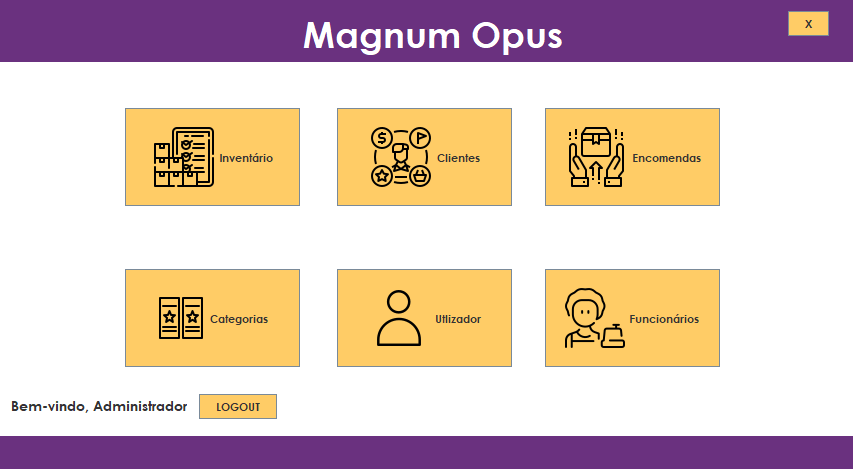 Magnum Opus
X
Inventário
Clientes
Encomendas
Categorias
Utlizador
Funcionários
Bem-vindo, Administrador
LOGOUT